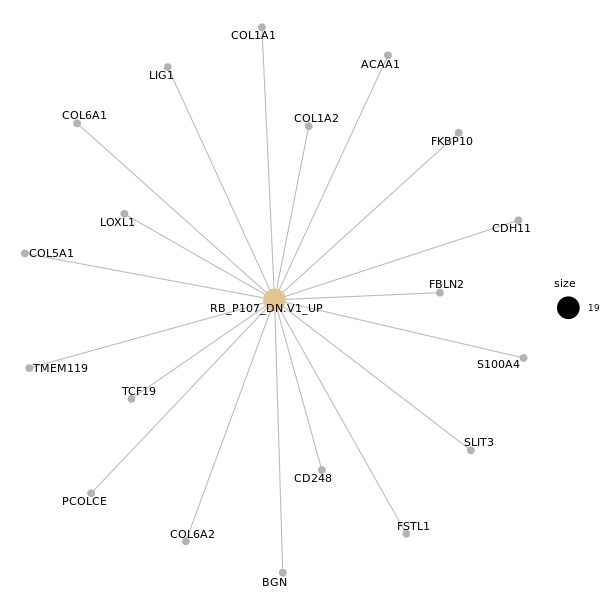 COL1A1
ACAA1
LIG1
COL6A1
COL1A2
FKBP10
LOXL1
CDH11
COL5A1
FBLN2
size
RB_P107_DN.V1_UP
19
TMEM119
S100A4
TCF19
SLIT3
CD248
PCOLCE
FSTL1
COL6A2
BGN